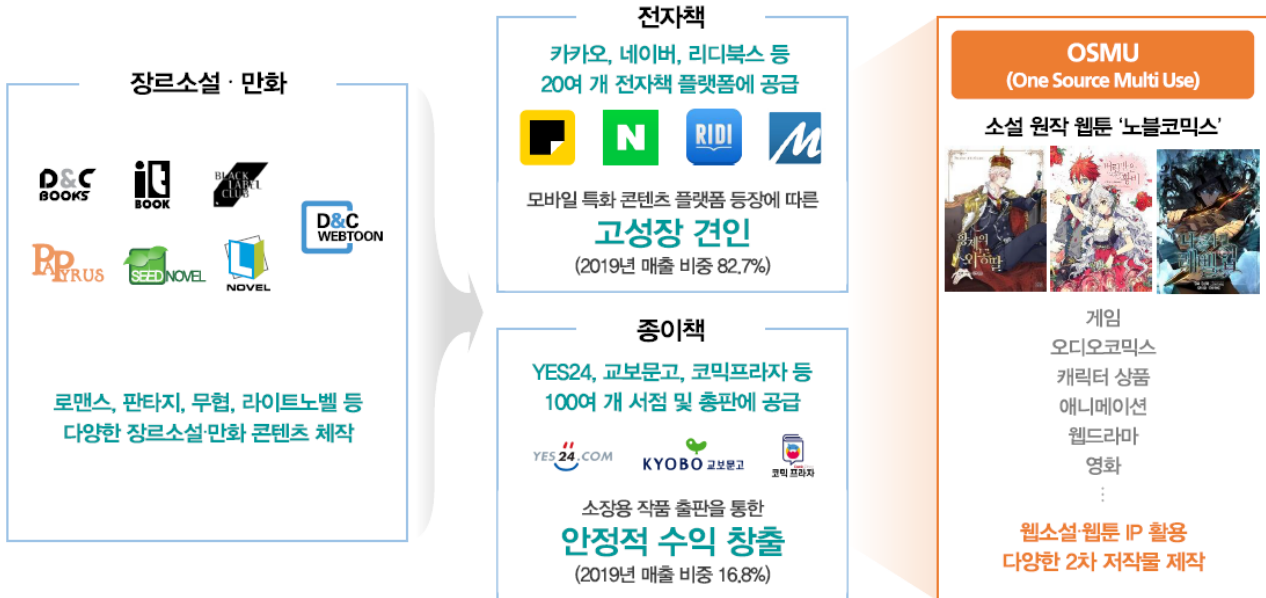 장르소설 · 만화
D&C
BOOKS
it
BOOK
BLACK
LABEL
CLUB
D&C
WEBTOON
PAPYRUS
SEED NOVEL
L
NOVEL
로맨스, 판타지, 무협, 라이트노벨 등
다양한 장르소설·만화 콘텐츠 제작
전자책
카카오, 네이버, 리디북스 등
20여 개 전자책 플랫폼에 공급
N
RIDI
M
모바일 특화 콘텐츠 플랫폼 등장에 따른
고성장 견인
(2019년 매출 비중 82.7%)
종이책
YES24, 교보문고, 코믹프라자 등
100여 개 서점 및 총판에 공급
YES24.COM
KYOBO 교보문고
코믹프라자
소장용 작품 출판을 통한
안정적 수익 창출
(2019년 매출 비중 16.8%)
OSMU
(One Source Multi Use)
소설 원작 웹툰 '노블코믹스'
황제의
외동딸
게임
오디오코믹스
캐릭터 상품
애니메이션
웹드라마
영화
⋮
웹소설·웹툰 IP 활용
다양한 2차 저작물 제작